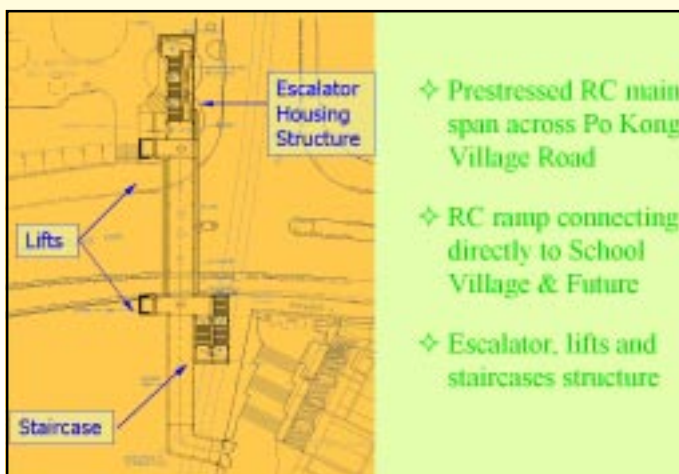 Escalator
Housing
Structure
Lifts
Staircase
✧ Prestressed RC main
span across Po Kong
Village Road
✧ RC ramp connecting
directly to School
Village & Future
✧ Escalator, lifts and
staircases structure